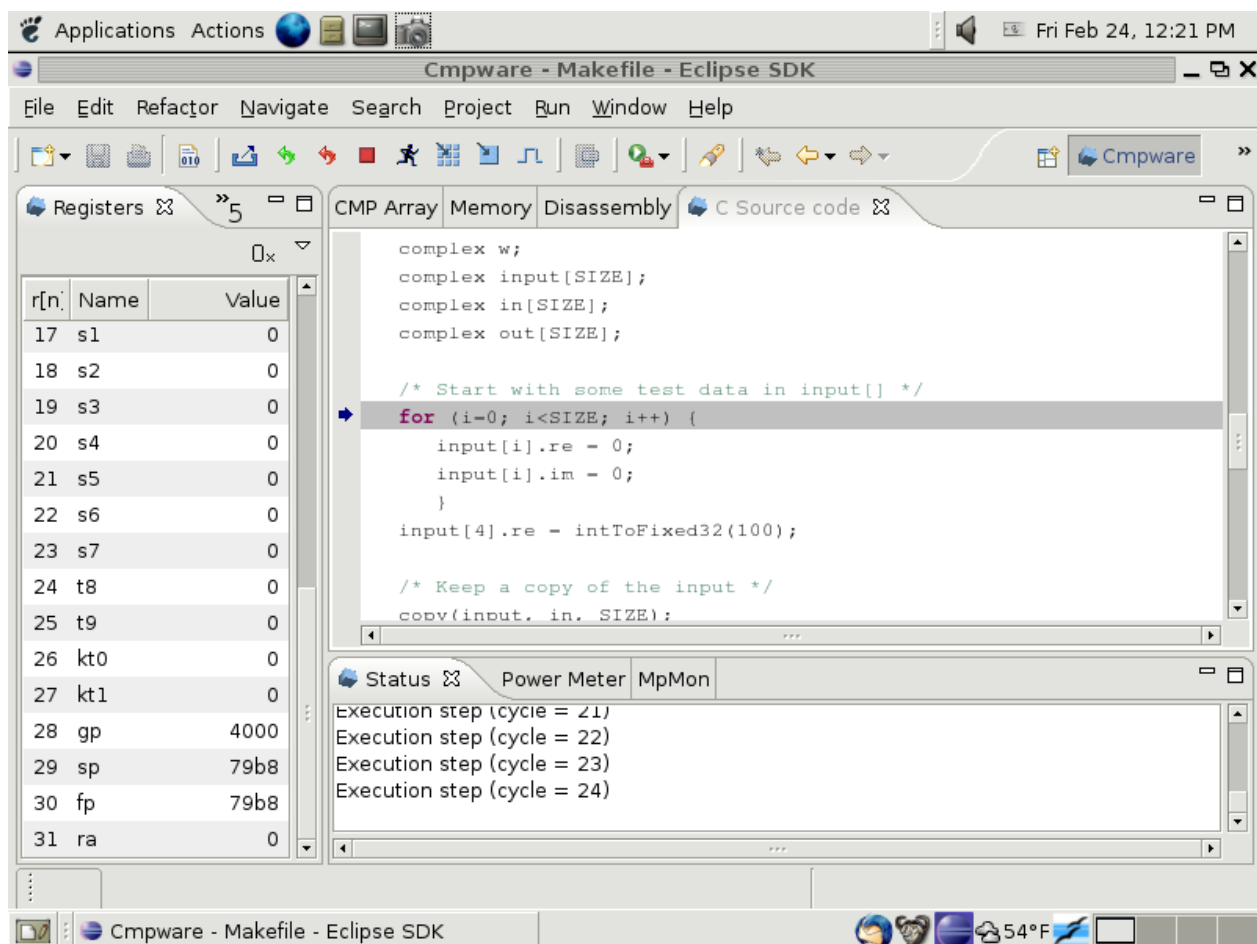 Applications Actions Fri Feb 24, 12:21 PM
Cmpware - Makefile - Eclipse SDK
File Edit Refactor Navigate Search Project Run Window Help
010 Cmpware »
Registers »5
0x
r[n] Name Value
17 s1 0
18 s2 0
19 s3 0
20 s4 0
21 s5 0
22 s6 0
23 s7 0
24 t8 0
25 t9 0
26 kt0 0
27 kt1 0
28 gp 4000
29 sp 79b8
30 fp 79b8
31 ra 0
CMP Array Memory Disassembly C Source code
complex w;
complex input[SIZE];
complex in[SIZE];
complex out[SIZE];
/* Start with some test data in input[] */
for (i=0; i<SIZE; i++) {
input[i].re = 0;
input[i].im = 0;
}
input[4].re = intToFixed32(100);
/* Keep a copy of the input */
copy(input, in, SIZE);
Status Power Meter MpMon
Execution step (cycle = 21)
Execution step (cycle = 22)
Execution step (cycle = 23)
Execution step (cycle = 24)
Cmpware - Makefile - Eclipse SDK 54°F